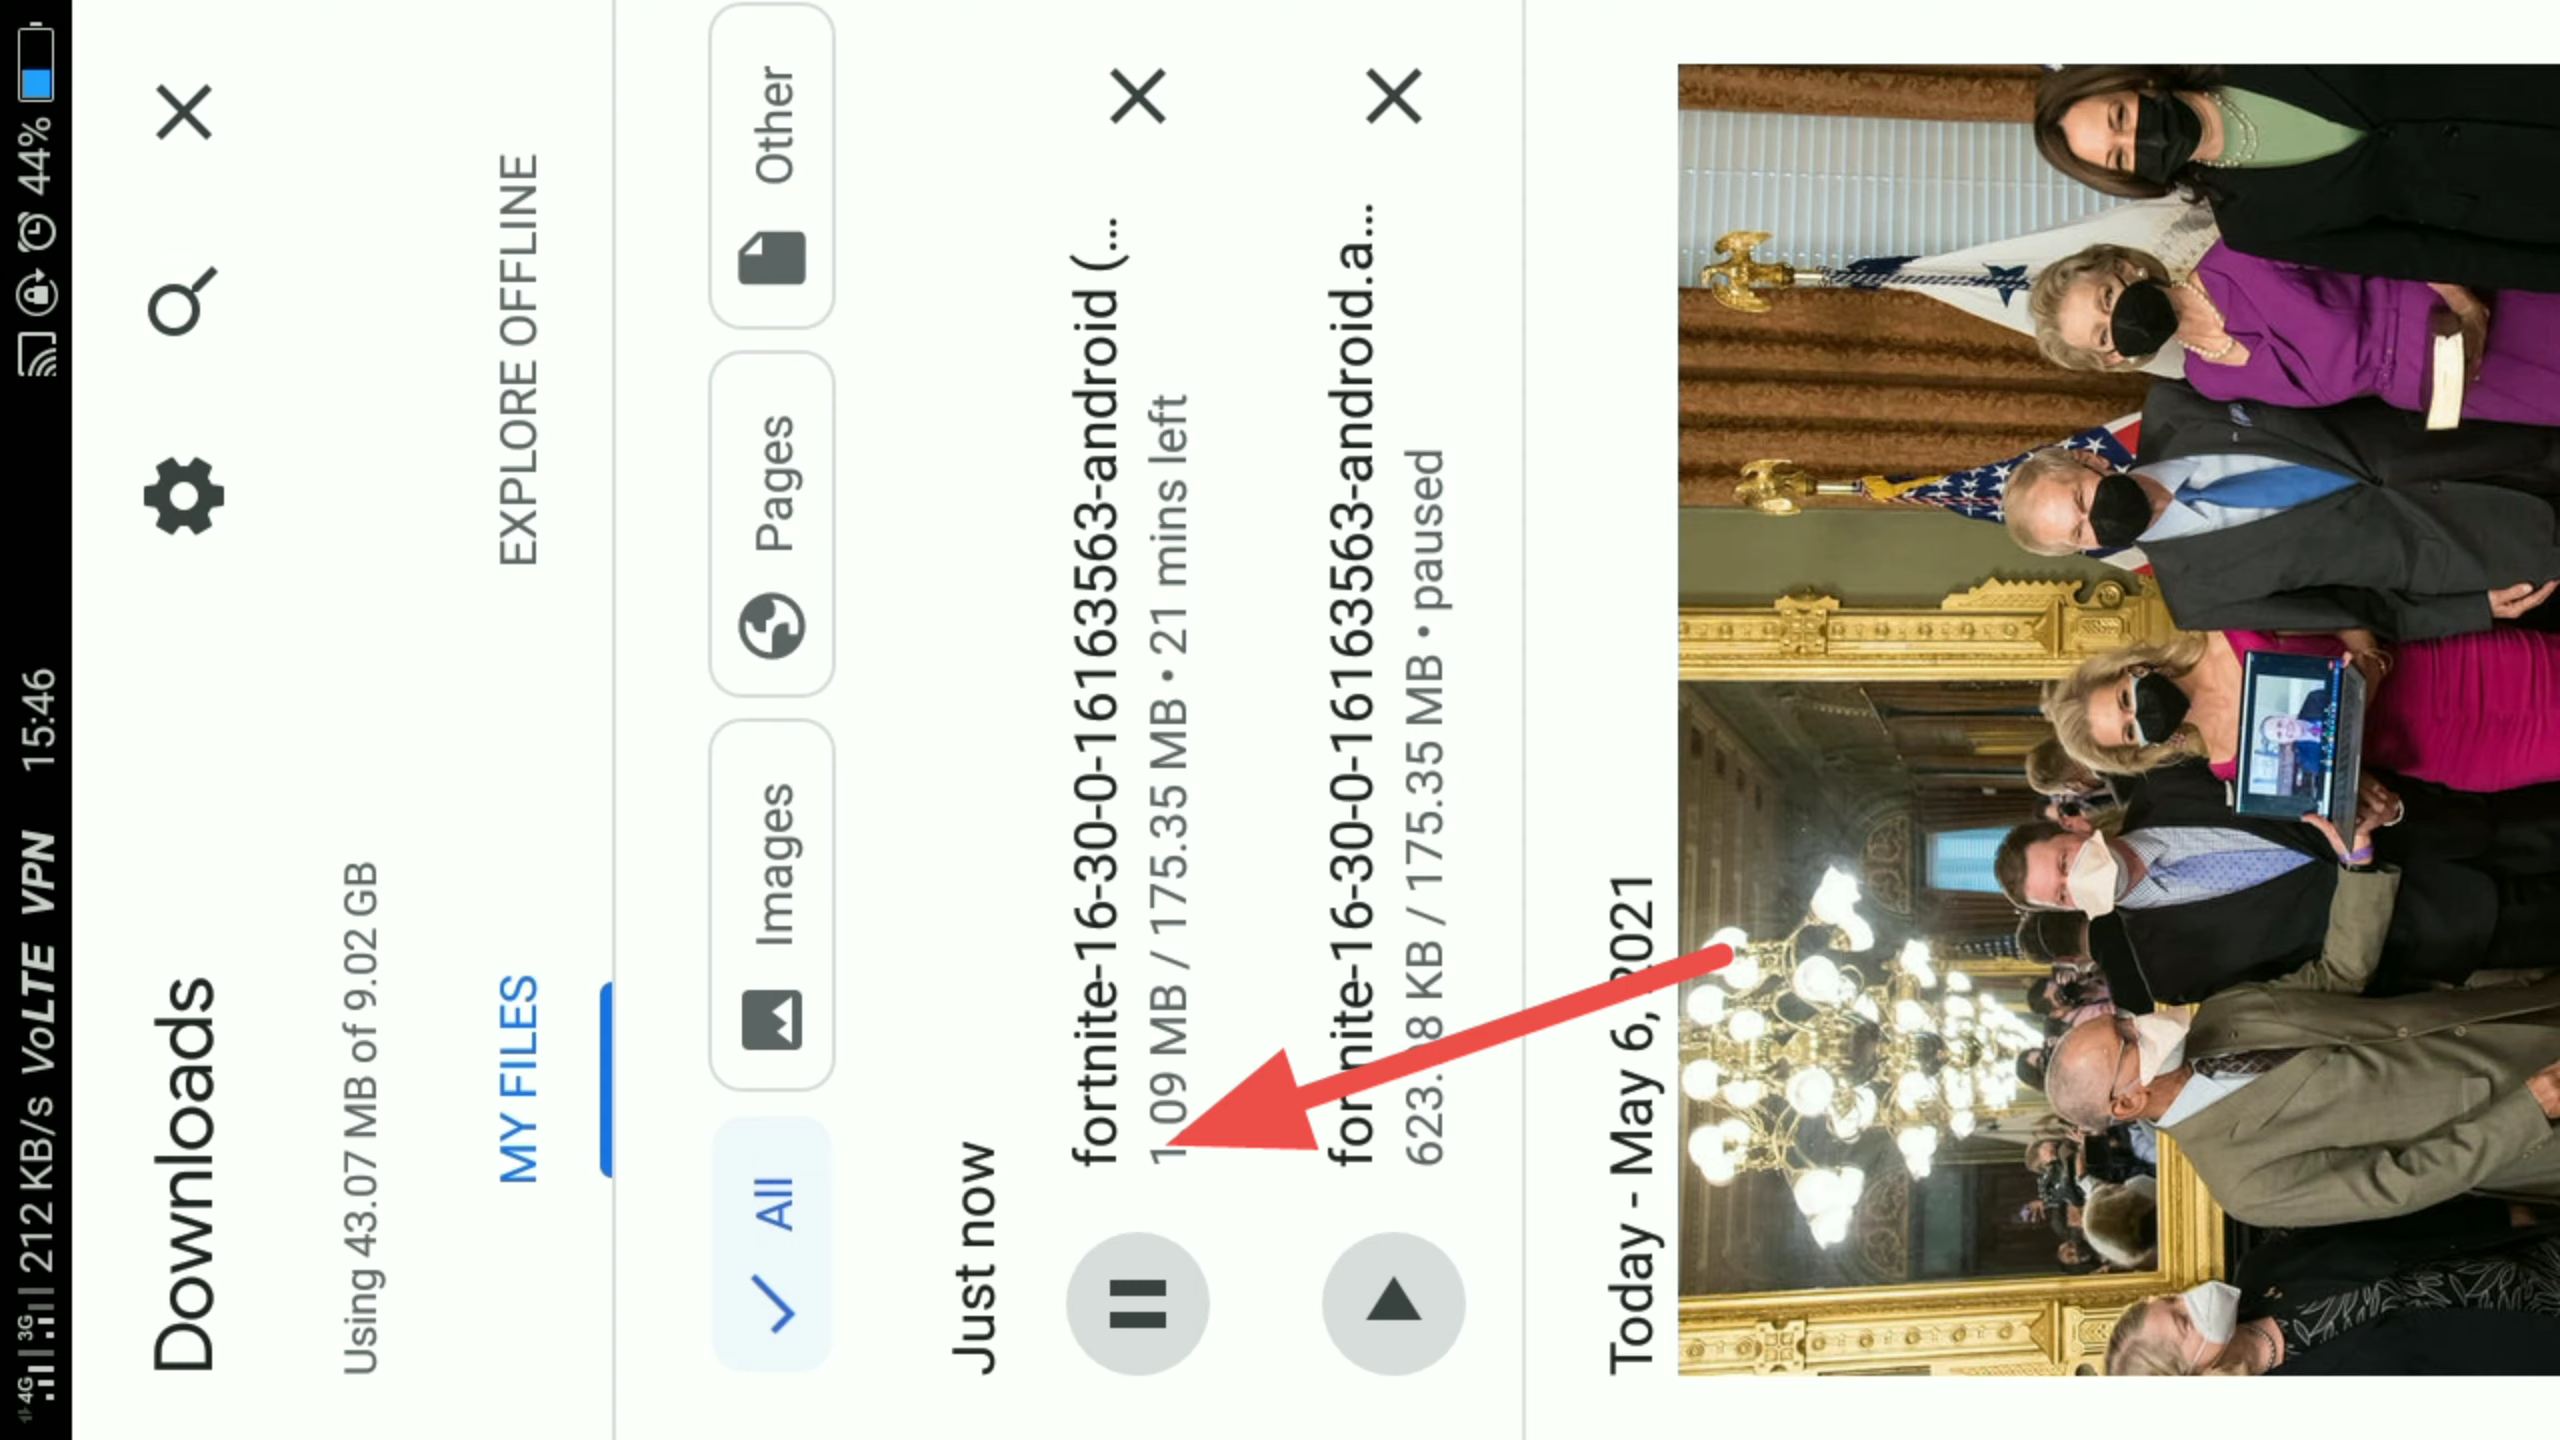 4G 3G 212 KB/s VoLTE VPN 15:46 44%
Downloads
Using 43.07 MB of 9.02 GB
MY FILES EXPLORE OFFLINE
All Images Pages Other
Just now
fortnite-16-30-0-16163563-android (...
1.09 MB / 175.35 MB • 21 mins left
fortnite-16-30-0-16163563-android.a...
KB / 175.35 MB • paused
Today - May 6, 2021